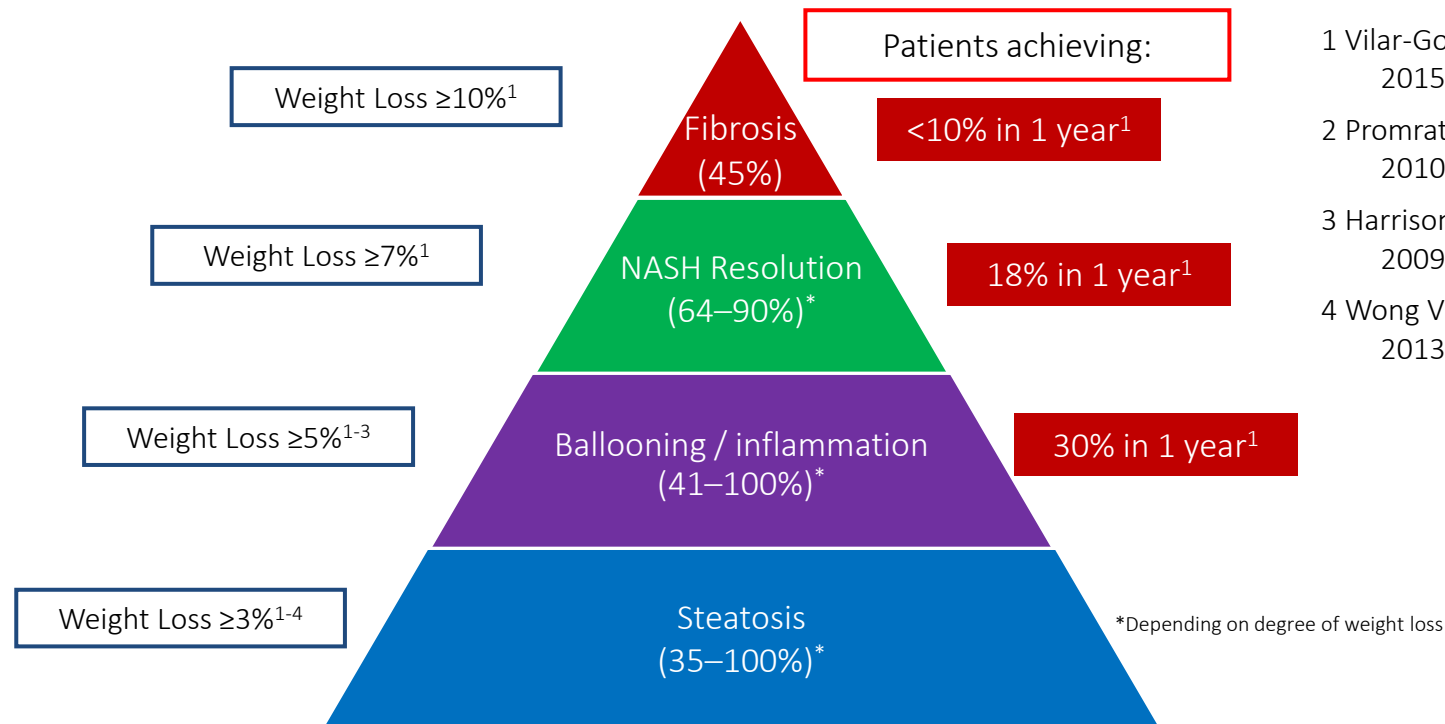 Patients achieving:
Weight Loss ≥10%¹
Fibrosis
(45%)
<10% in 1 year¹
Weight Loss ≥7%¹
NASH Resolution
(64–90%)*
18% in 1 year¹
Weight Loss ≥5%¹⁻³
Ballooning / inflammation
(41–100%)*
30% in 1 year¹
Weight Loss ≥3%¹⁻⁴
Steatosis
(35–100%)*
*Depending on degree of weight loss
1 Vilar-Go
2015
2 Promrat
2010
3 Harrison
2009
4 Wong V
2013